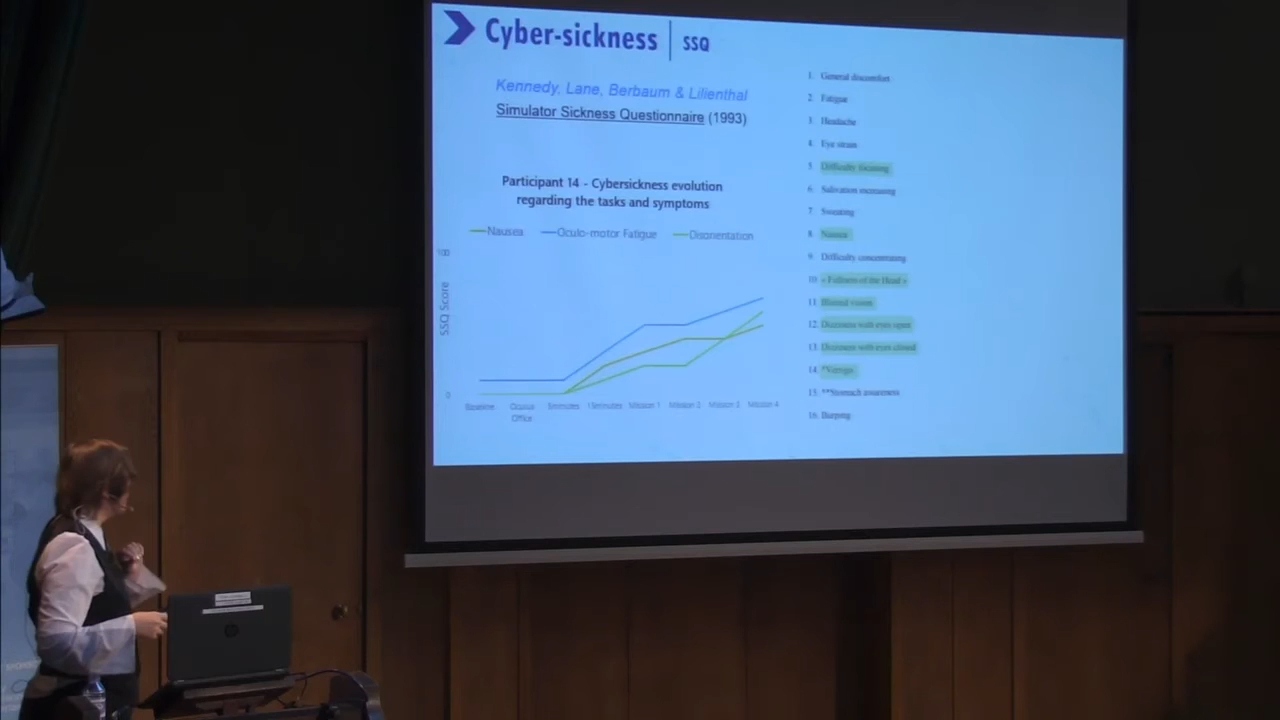 Cyber-sickness | SSQ
Kennedy, Lane, Berbaum & Lilienthal
Simulator Sickness Questionnaire (1993)
Participant 14 - Cybersickness evolution
regarding the tasks and symptoms
Nausea Oculo-motor Fatigue Disorientation
100
SSQ Score
0
Baseline Oculus Office 5minutes 15minutes Mission 1 Mission 2 Mission 3 Mission 4
1. General discomfort
2. Fatigue
3. Headache
4. Eye strain
5. Difficulty focusing
6. Salivation increasing
7. Sweating
8. Nausea
9. Difficulty concentrating
10. « Fullness of the Head »
11. Blurred vision
12. Dizziness with eyes open
13. Dizziness with eyes closed
14. *Vertigo
15. **Stomach awareness
16. Burping